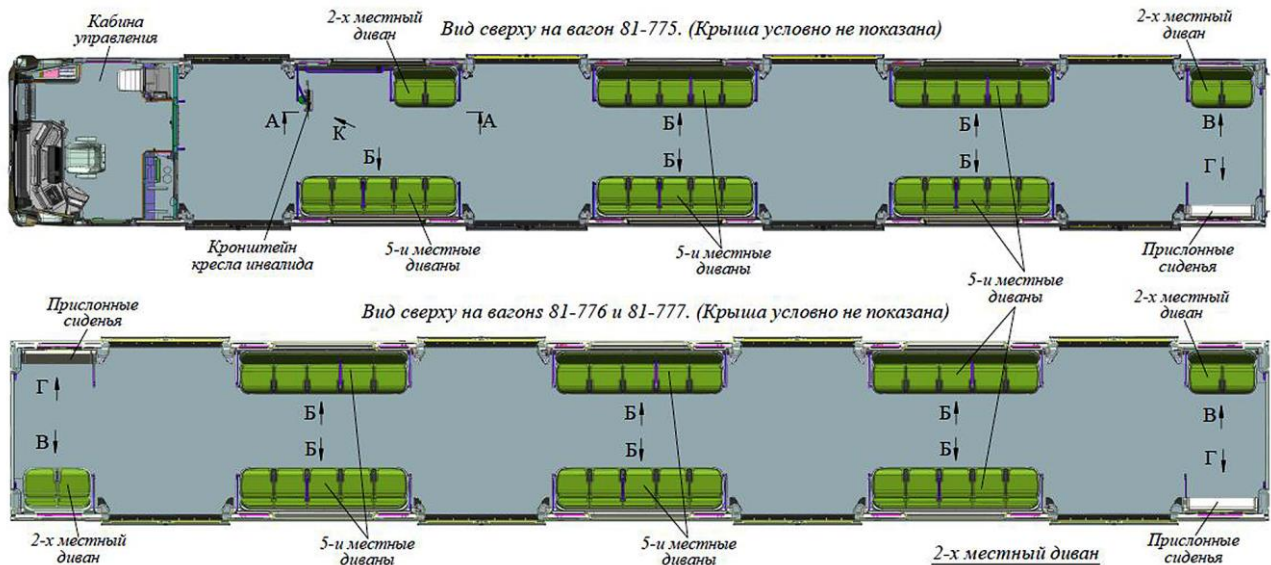 Кабина
управления
2-х местный
диван
Вид сверху на вагон 81-775. (Крыша условно не показана)
2-х местный
диван
А
К
А
Б
Б
В
Б
Б
Б
Г
Кронштейн
кресла инвалида
5-и местные
диваны
5-и местные
диваны
Прислонные
сиденья
5-и местные
диваны
Прислонные
сиденья
Вид сверху на вагонs 81-776 и 81-777. (Крыша условно не показана)
2-х местный
диван
Г
Б
Б
Б
В
В
Б
Б
Б
Г
2-х местный
диван
5-и местные
диваны
5-и местные
диваны
2-х местный диван
Прислонные
сиденья